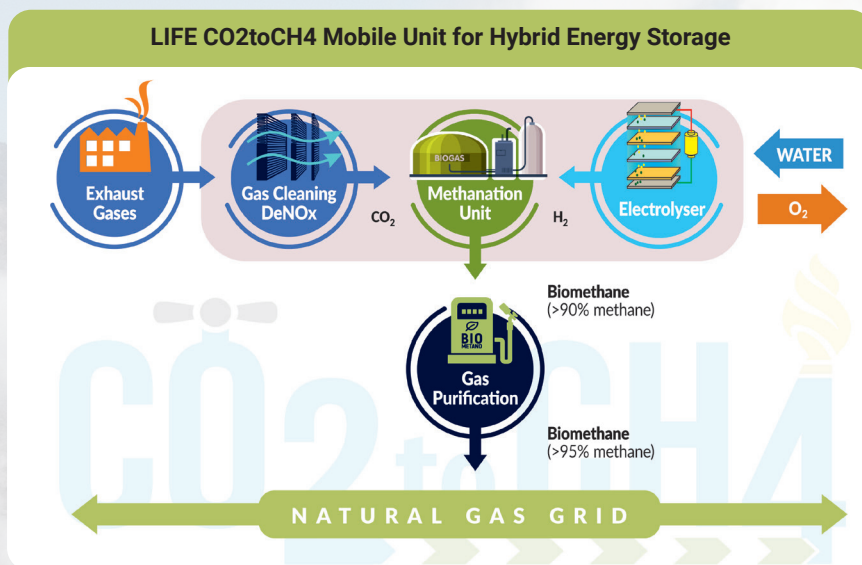 LIFE CO2toCH4 Mobile Unit for Hybrid Energy Storage
Exhaust
Gases
Gas Cleaning
DeNOx
CO₂
BIOGAS
Methanation
Unit
H₂
Electrolyser
WATER
O₂
Biomethane
(>90% methane)
BIO
METANO
Gas
Purification
Biomethane
(>95% methane)
NATURAL GAS GRID
CO2toCH4